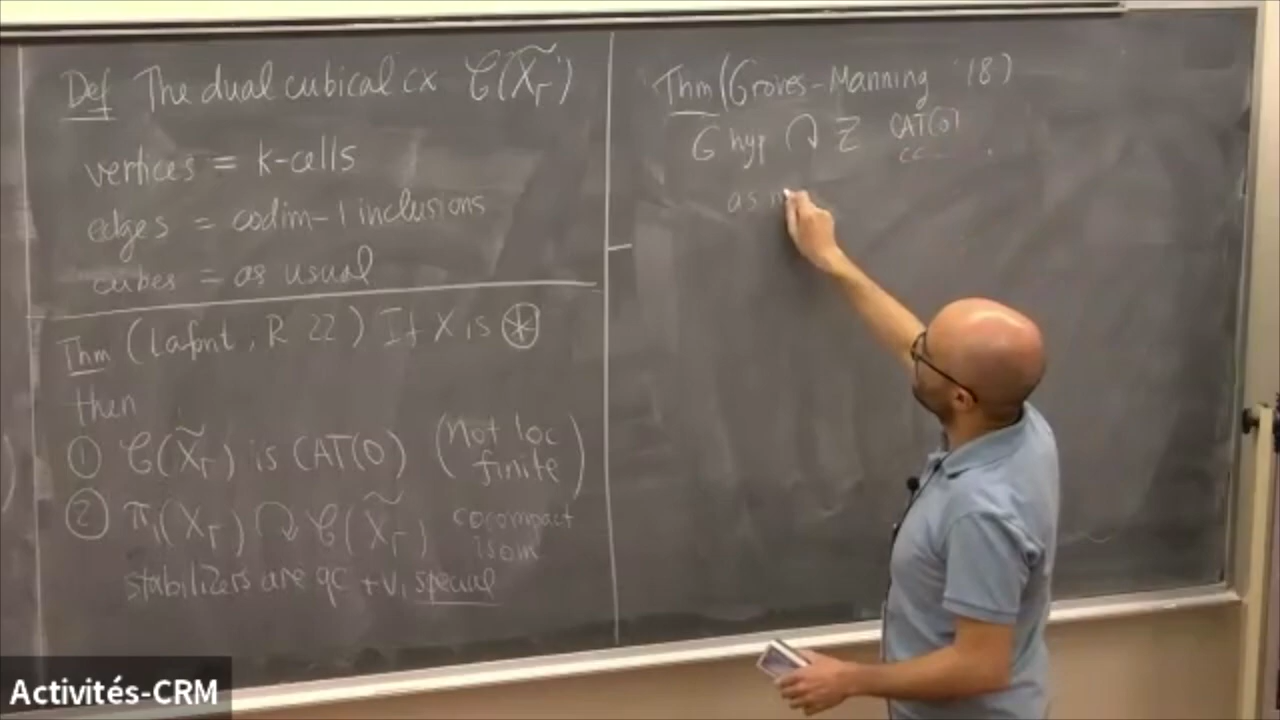 Def The dual cubical cx 𝒞(X̃_Γ)
vertices = k-cells
edges = codim-1 inclusions
cubes = as usual
Thm (Lafont, R 22) If X is ⊛
then
① 𝒞(X̃_Γ) is CAT(0) (Not loc finite)
② π₁(X_Γ) ↷ 𝒞(X̃_Γ) cocompact isom
stabilizers are qc + v. special
Thm (Groves-Manning '18)
G hyp ↷ Z CAT(0)
cc
as
Activités-CRM